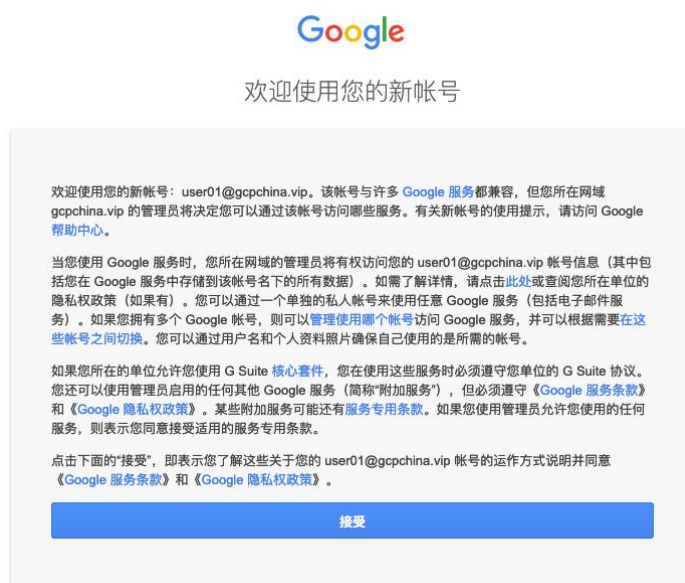 Google
欢迎使用您的新帐号
欢迎使用您的新帐号：user01@gcpchina.vip。该帐号与许多 Google 服务都兼容，但您所在网域
gcpchina.vip 的管理员将决定您可以通过该帐号访问哪些服务。有关新帐号的使用提示，请访问 Google
帮助中心。
当您使用 Google 服务时，您所在网域的管理员将有权访问您的 user01@gcpchina.vip 帐号信息（其中包
括您在 Google 服务中存储到该帐号名下的所有数据）。如需了解详情，请点击此处或查阅您所在单位的
隐私权政策（如果有）。您可以通过一个单独的私人帐号来使用任意 Google 服务（包括电子邮件服
务）。如果您拥有多个 Google 帐号，则可以管理使用哪个帐号访问 Google 服务，并可以根据需要在这
些帐号之间切换。您可以通过用户名和个人资料照片确保自己使用的是所需的帐号。
如果您所在的单位允许您使用 G Suite 核心套件，您在使用这些服务时必须遵守您单位的 G Suite 协议。
您还可以使用管理员启用的任何其他 Google 服务（简称“附加服务”），但必须遵守《Google 服务条款》
和《Google 隐私权政策》。某些附加服务可能还有服务专用条款。如果您使用管理员允许您使用的任何
服务，则表示您同意接受适用的服务专用条款。
点击下面的“接受”，即表示您了解这些关于您的 user01@gcpchina.vip 帐号的运作方式说明并同意
《Google 服务条款》和《Google 隐私权政策》。
接受